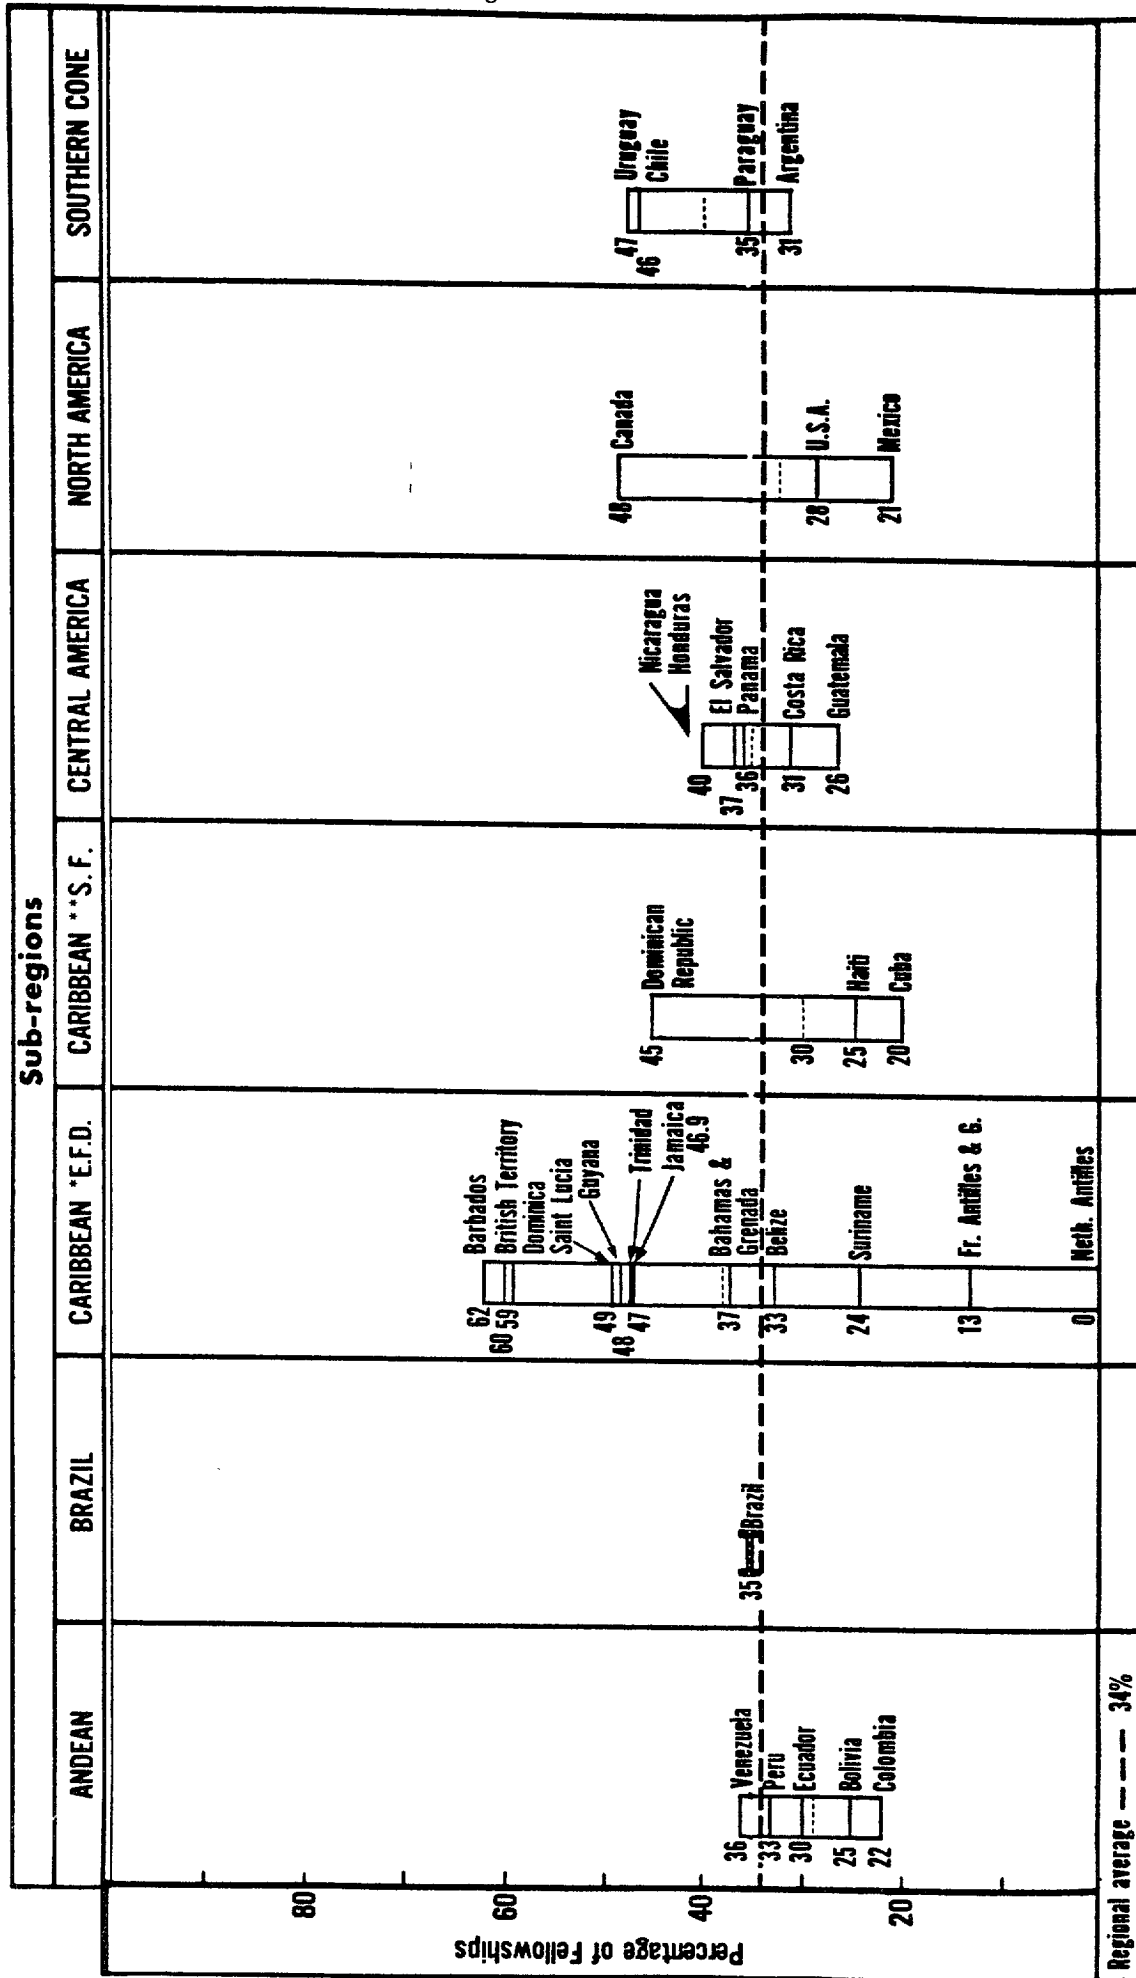 Sub-regions
ANDEAN
BRAZIL
CARIBBEAN *E.F.D.
CARIBBEAN **S.F.
CENTRAL AMERICA
NORTH AMERICA
SOUTHERN CONE
Percentage of Fellowships
80
60
40
20
36
Venezuela
33
Peru
30
Ecuador
25
Bolivia
22
Colombia
35
Brazil
62
Barbados
60
British Territory
59
Dominica
49
Saint Lucia
48
Guyana
47
Trinidad
Jamaica
46.9
37
Bahamas &
Grenada
33
Belize
24
Suriname
13
Fr. Antilles & G.
0
Neth. Antilles
45
Dominican
Republic
30
25
Haiti
20
Cuba
40
Nicaragua
Honduras
37
El Salvador
36
Panama
31
Costa Rica
26
Guatemala
48
Canada
28
U.S.A.
21
Mexico
47
Uruguay
46
Chile
35
Paraguay
31
Argentina
Regional average — — — 34%